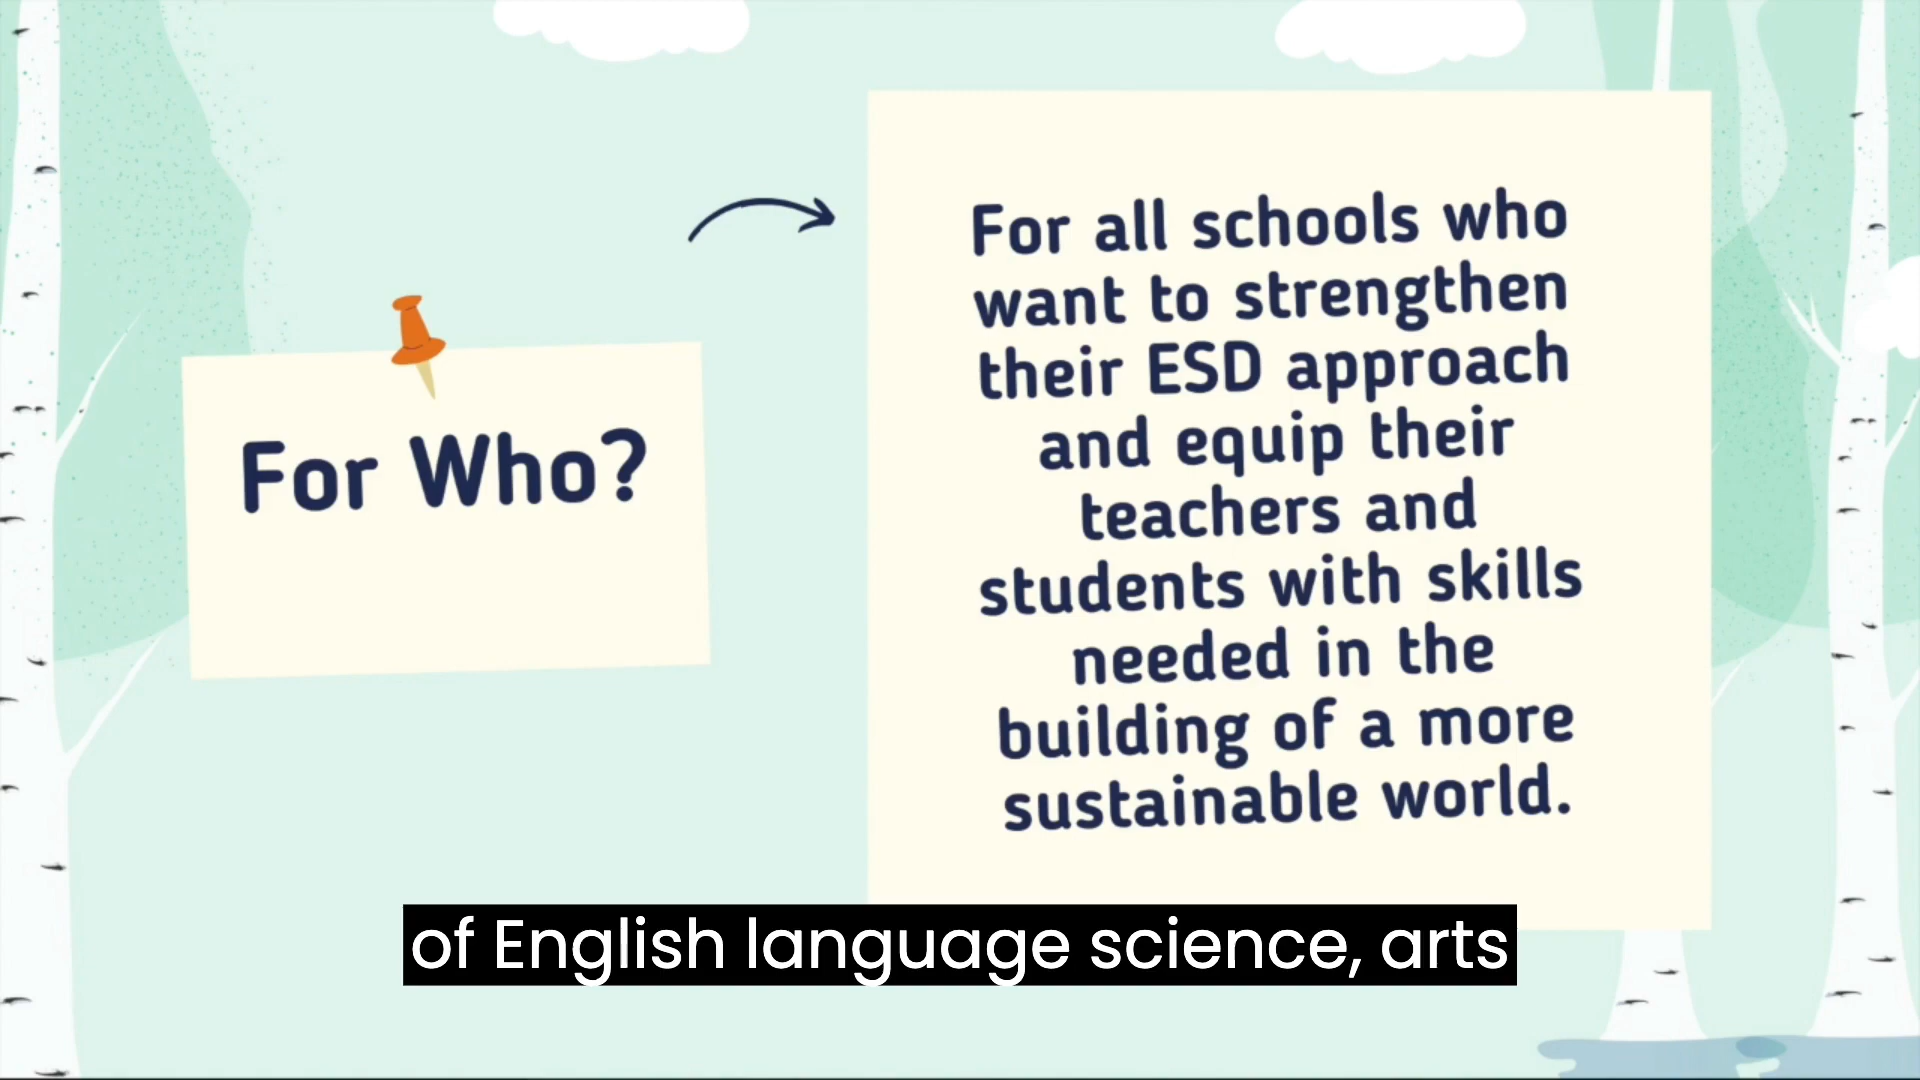 For Who?
For all schools who
want to strengthen
their ESD approach
and equip their
teachers and
students with skills
needed in the
building of a more
sustainable world.
of English language science, arts